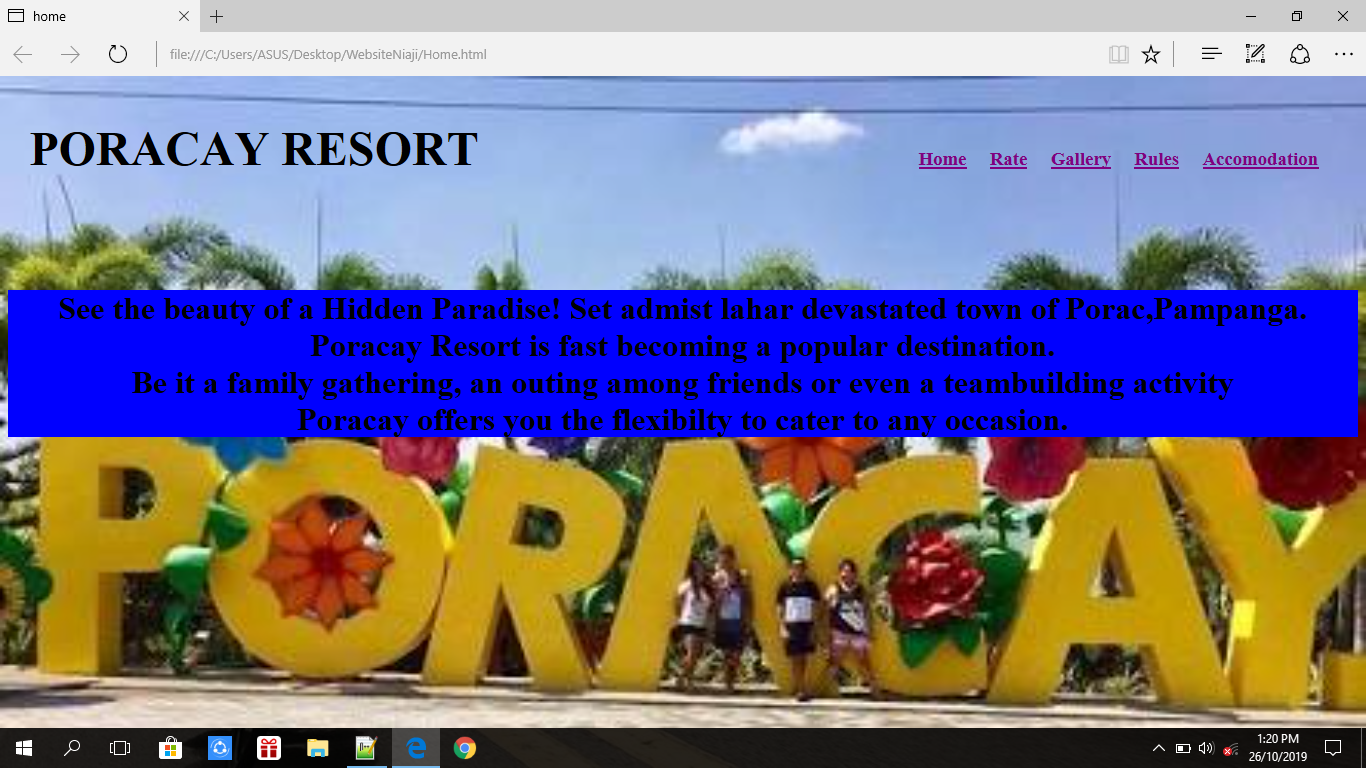 home
file:///C:/Users/ASUS/Desktop/WebsiteNiaji/Home.html
PORACAY RESORT
Home Rate Gallery Rules Accomodation
See the beauty of a Hidden Paradise! Set admist lahar devastated town of Porac,Pampanga.
Poracay Resort is fast becoming a popular destination.
Be it a family gathering, an outing among friends or even a teambuilding activity
Poracay offers you the flexibilty to cater to any occasion.
PORACAY
1:20 PM
26/10/2019